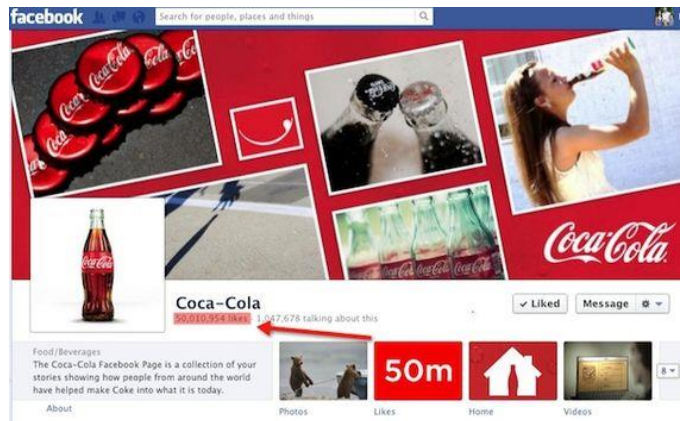 facebook
Search for people, places and things
Coca-Cola
Coca-Cola
Coca-Cola
Coca-Cola
Coca-Cola
50,010,954 likes · 1,047,678 talking about this
✓ Liked
Message
Food/Beverages
The Coca-Cola Facebook Page is a collection of your
stories showing how people from around the world
have helped make Coke into what it is today.
About
50m
8
Photos
Likes
Home
Videos